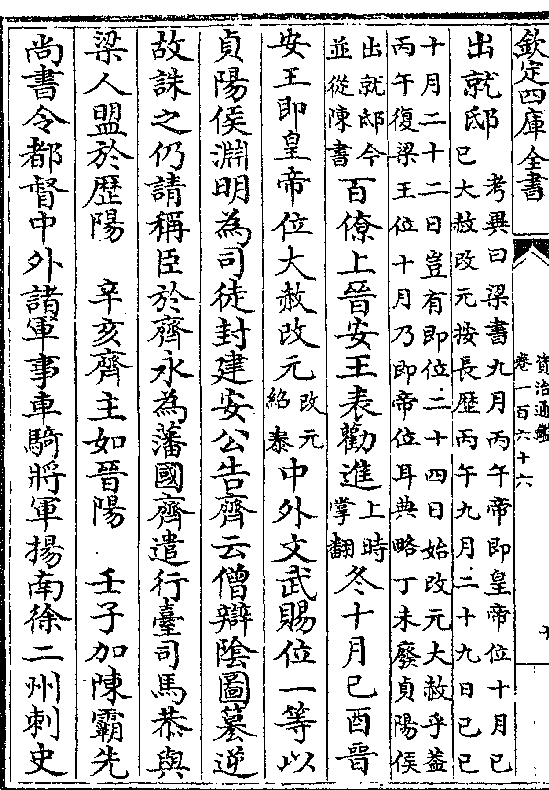 欽定四庫全書
資治通鑑
卷一百六十六
十
出就邸
考異曰梁書九月丙午帝即皇帝位十月己
巳大赦改元按長歴丙午九月二十九日己巳
十月二十二日豈有即位二十四日始改元大赦乎蓋
丙午復梁王位十月乃即帝位耳典略丁未廢貞陽侯
出就邸今
並從陳書
百僚上晉安王表勸進
上時
掌翻
冬十月己酉晉
安王即皇帝位大赦改元
改元
紹泰
中外文武賜位一等以
貞陽侯淵明為司徒封建安公告齊云僧辯陰圖簒逆
故誅之仍請稱臣於齊永為藩國齊遣行臺司馬恭與
梁人盟於歴陽 辛亥齊主如晉陽 壬子加陳霸先
尚書令都督中外諸軍事車騎將軍揚南徐二州刺史